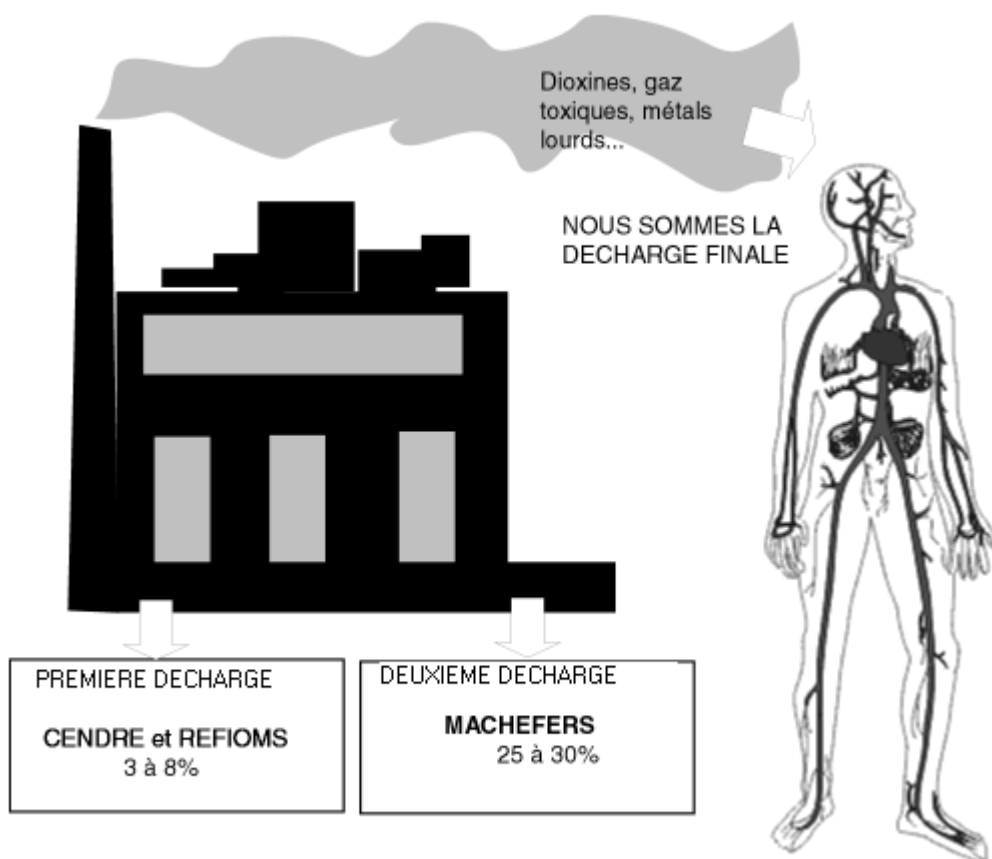 Dioxines, gaz
toxiques, métals
lourds...
NOUS SOMMES LA
DECHARGE FINALE
PREMIERE DECHARGE
CENDRE et REFIOMS
3 à 8%
DEUXIEME DECHARGE
MACHEFERS
25 à 30%